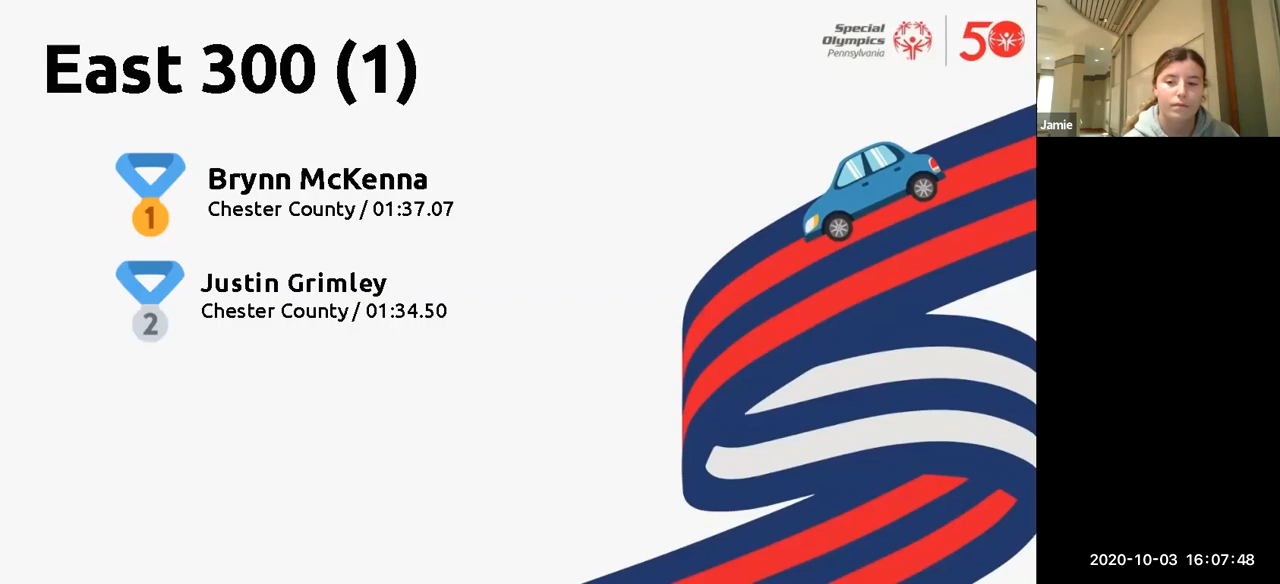 East 300 (1)
Special
Olympics
Pennsylvania
50
Jamie
1
Brynn McKenna
Chester County / 01:37.07
2
Justin Grimley
Chester County / 01:34.50
2020-10-03 16:07:48